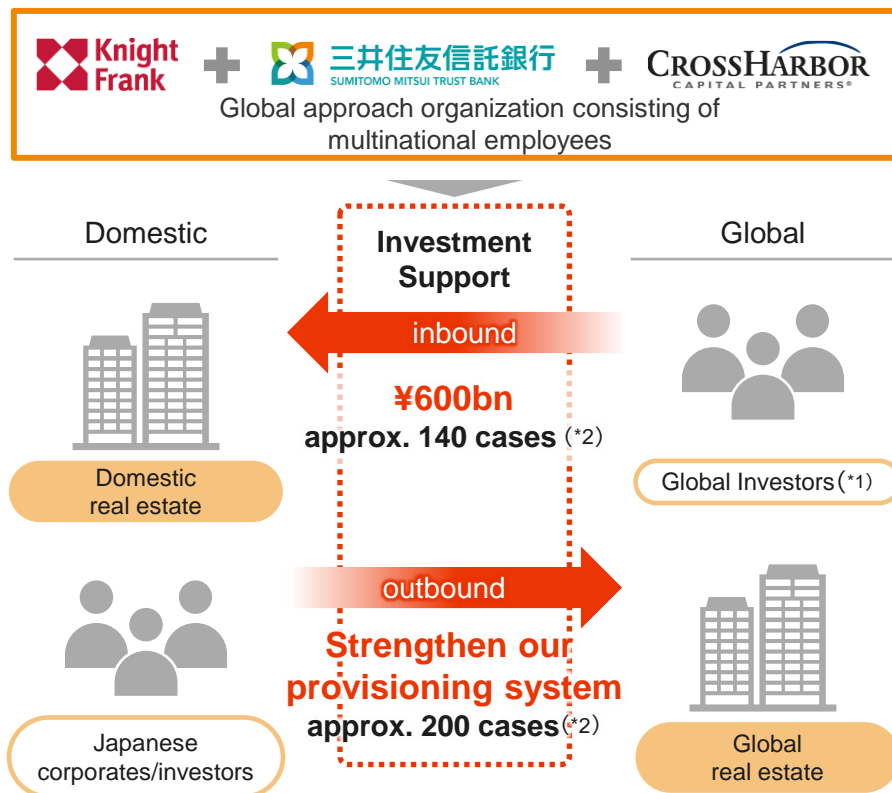 Knight
Frank
三井住友信託銀行
SUMITOMO MITSUI TRUST BANK
CROSSHARBOR
CAPITAL PARTNERS®
Global approach organization consisting of
multinational employees
Domestic
Investment
Support
Global
inbound
¥600bn
approx. 140 cases (*2)
Domestic
real estate
Global Investors(*1)
outbound
Strengthen our
provisioning system
approx. 200 cases(*2)
Japanese
corporates/investors
Global
real estate